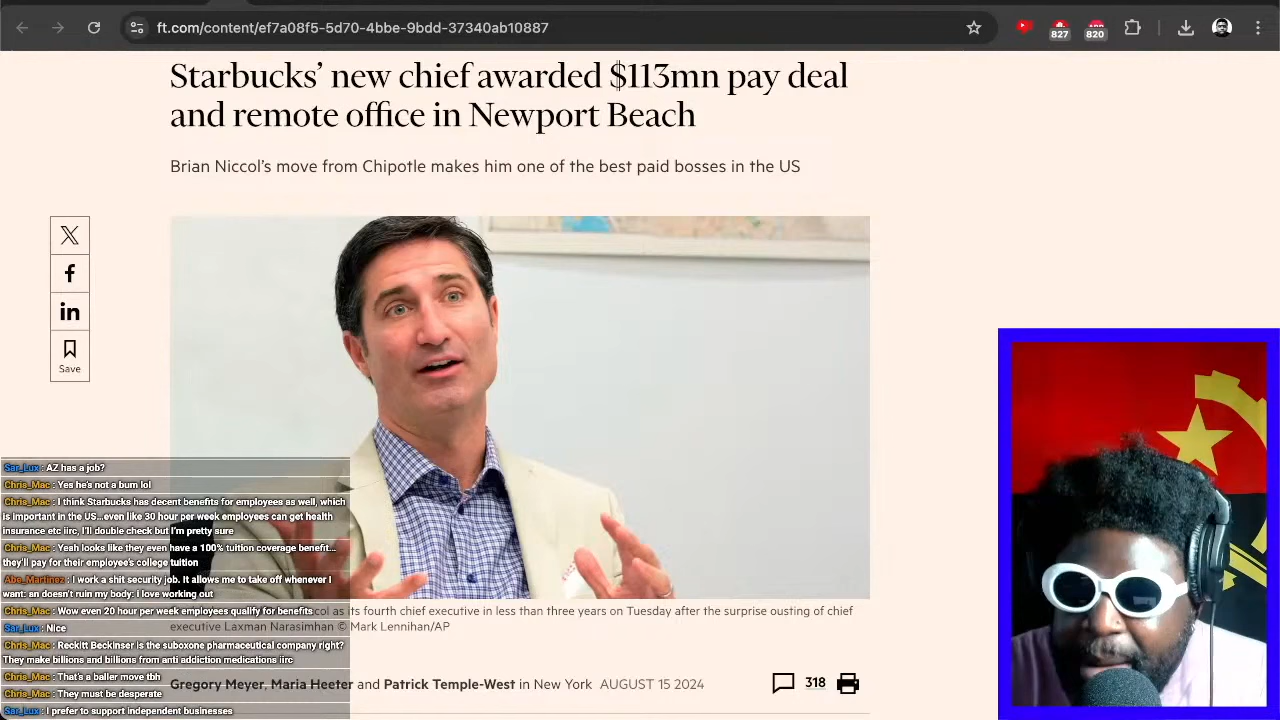 ft.com/content/ef7a08f5-5d70-4bbe-9bdd-37340ab10887
827
820
Starbucks’ new chief awarded $113mn pay deal
and remote office in Newport Beach
Brian Niccol’s move from Chipotle makes him one of the best paid bosses in the US
Save
Sar_Lux: AZ has a job?
Chris_Mac: Yes he's not a bum lol
Chris_Mac: I think Starbucks has decent benefits for employees as well, which
is important in the US...even like 30 hour per week employees can get health
insurance etc iirc, I'll double check but I'm pretty sure
Chris_Mac: Yeah looks like they even have a 100% tuition coverage benefit...
they'll pay for their employee's college tuition
Abs_Martinez: I work a shit security job. It allows me to take off whenever I
want: an doesn't ruin my body: I love working out
Chris_Mac: Wow even 20 hour per week employees qualify for benefits
Sar_Lux: Nice
Chris_Mac: Reckitt Beckinser is the suboxone pharmaceutical company right?
They make billions and billions from anti addiction medications iirc
Chris_Mac: That's a baller move tbh
Chris_Mac: They must be desperate
Sar_Lux: I prefer to support independent businesses
col as its fourth chief executive in less than three years on Tuesday after the surprise ousting of chief
executive Laxman Narasimhan © Mark Lennihan/AP
Gregory Meyer, Maria Heeter and Patrick Temple-West in New York AUGUST 15 2024
318